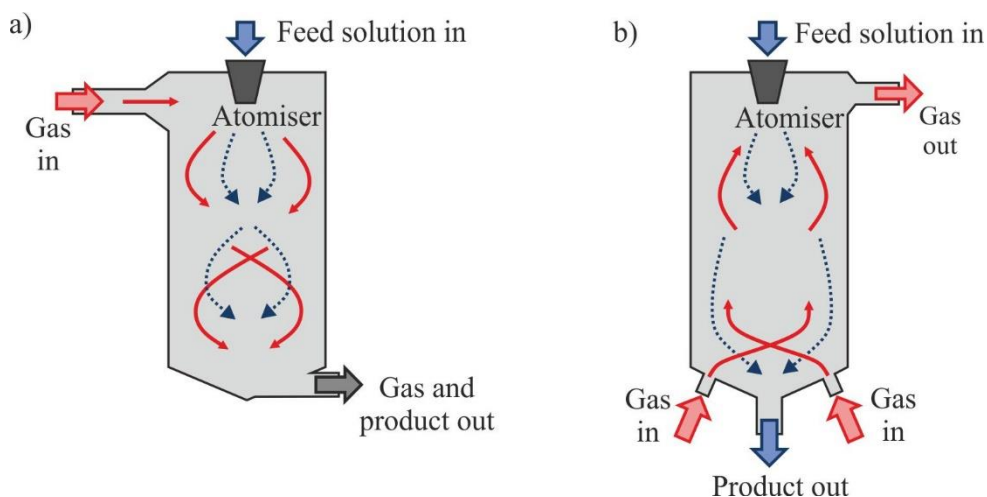 a)
Feed solution in
Atomiser
Gas
in
Gas and
product out
b)
Feed solution in
Atomiser
Gas
out
Gas
in
Gas
in
Product out